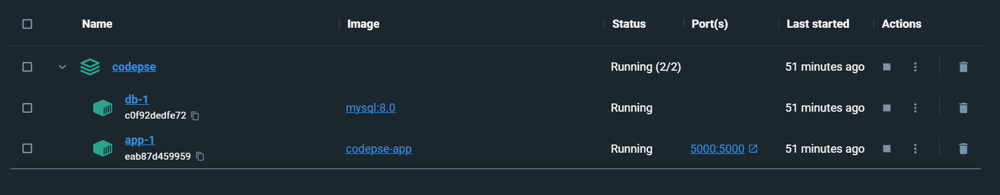 Name Image Status Port(s) Last started Actions
codepse Running (2/2) 51 minutes ago
db-1
c0f92dedfe72 mysql:8.0 Running 51 minutes ago
app-1
eab87d459959 codepse-app Running 5000:5000 51 minutes ago